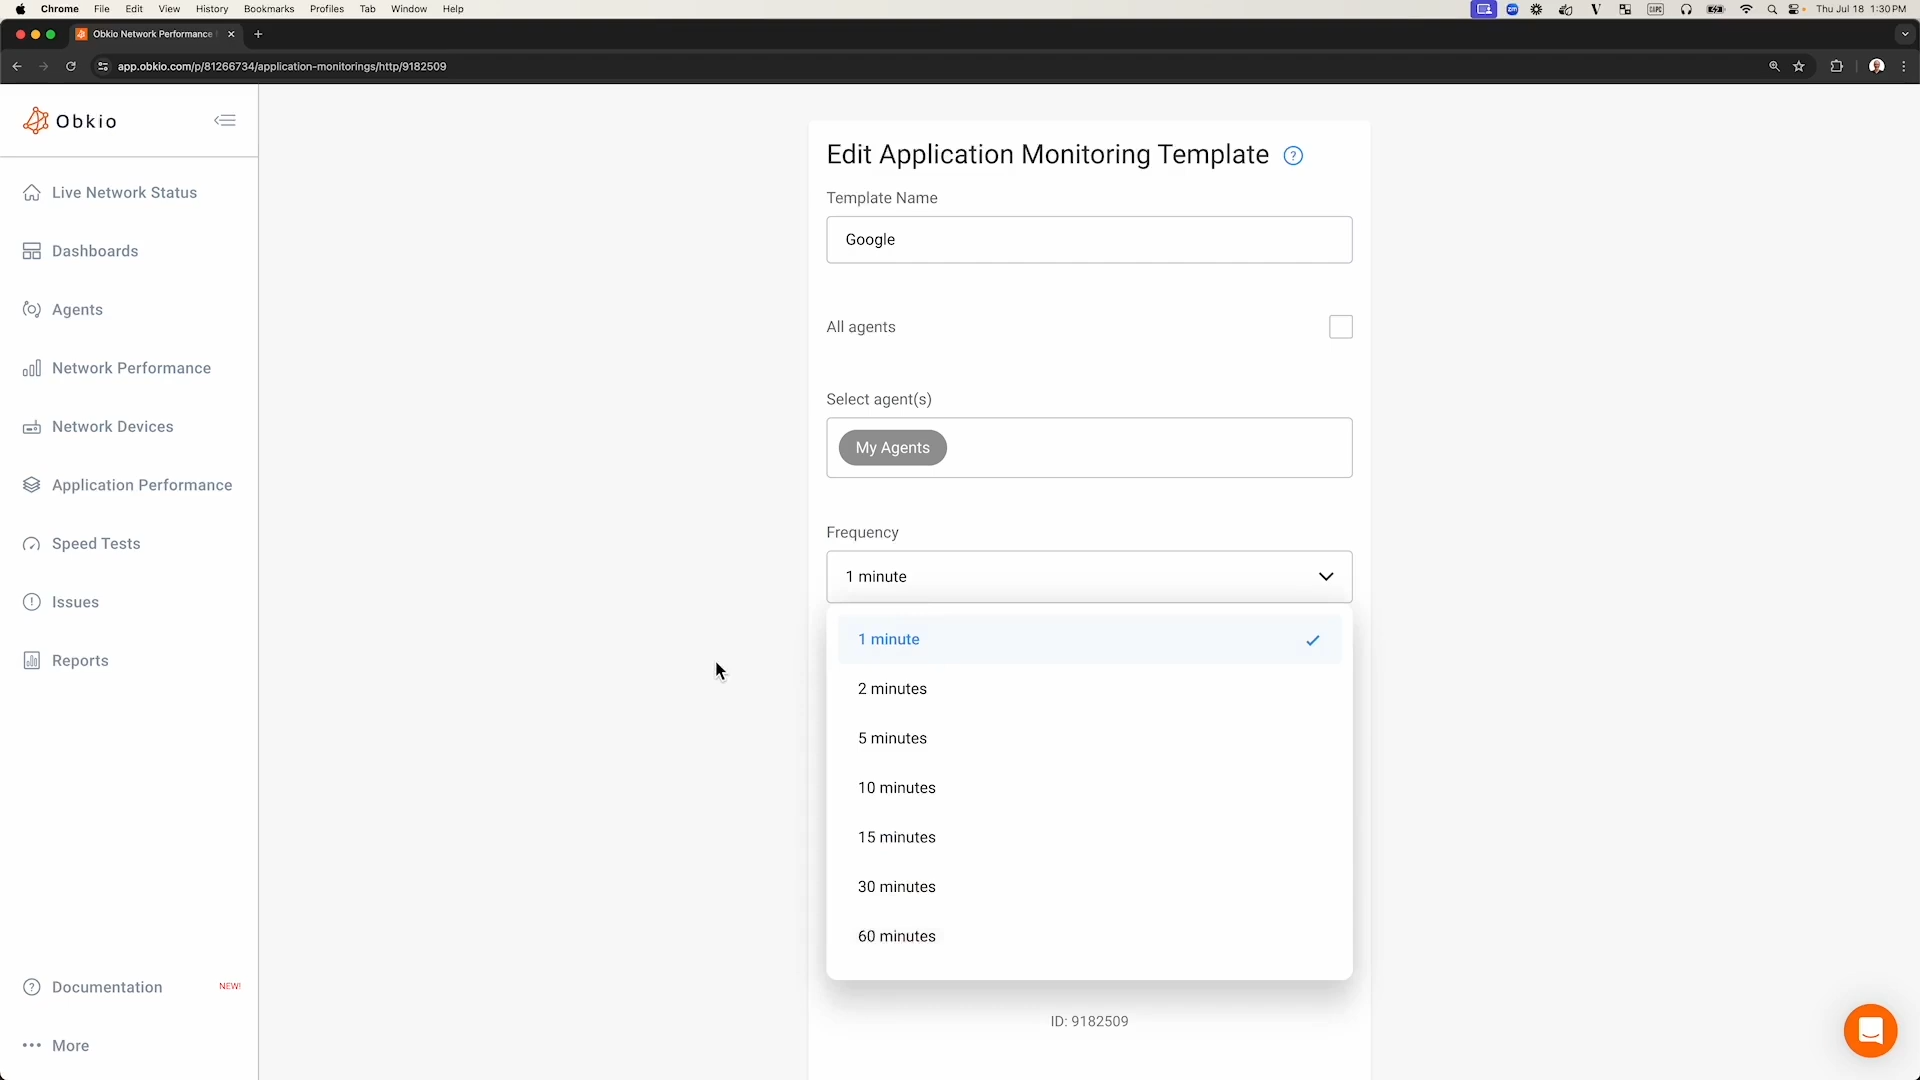 Chrome File Edit View History Bookmarks Profiles Tab Window Help Thu Jul 18 1:30 PM
Obkio Network Performance
app.obkio.com/p/81266734/application-monitorings/http/9182509
Obkio
Live Network Status
Dashboards
Agents
Network Performance
Network Devices
Application Performance
Speed Tests
Issues
Reports
Documentation NEW!
More
Edit Application Monitoring Template
Template Name
Google
All agents
Select agent(s)
My Agents
Frequency
1 minute
1 minute
2 minutes
5 minutes
10 minutes
15 minutes
30 minutes
60 minutes
ID: 9182509